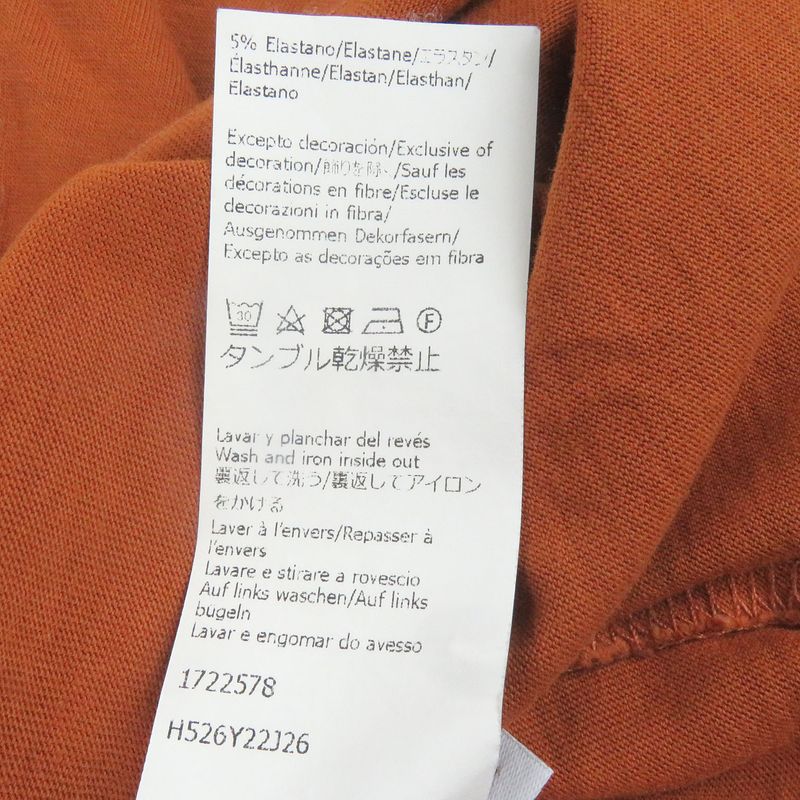 5% Elastano/Elastane/エラスタン/
Élasthanne/Elastan/Elasthan/
Elastano
Excepto decoración/Exclusive of
decoration/飾りを除、/Sauf les
décorations en fibre/Escluse le
decorazioni in fibra/
Ausgenommen Dekorfasern/
Excepto as decorações em fibra
30 F
タンブル乾燥禁止
Lavar y planchar del revés
Wash and iron inside out
裏返して洗う/裏返してアイロン
をかける
Laver à l'envers/Repasser à
l'envers
Lavare e stirare a rovescio
Auf links waschen/Auf links
bügeln
Lavar e engomar do avesso
1722578
H526Y22J26